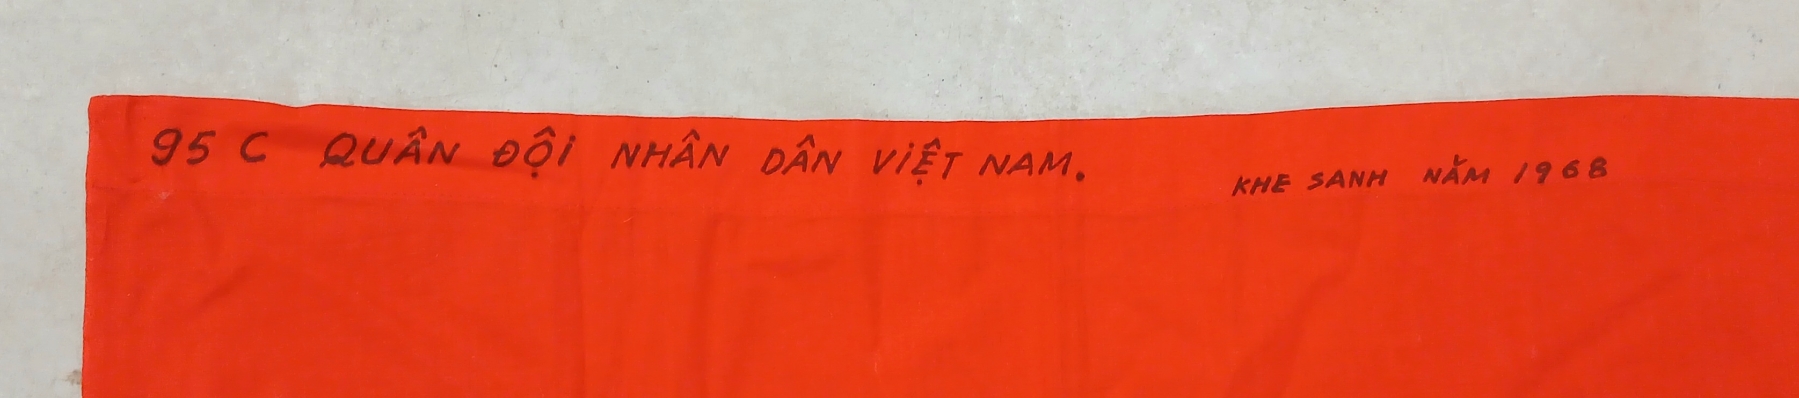 95 C QUÂN ĐỘI NHÂN DÂN VIỆT NAM.
KHE SANH NĂM 1968